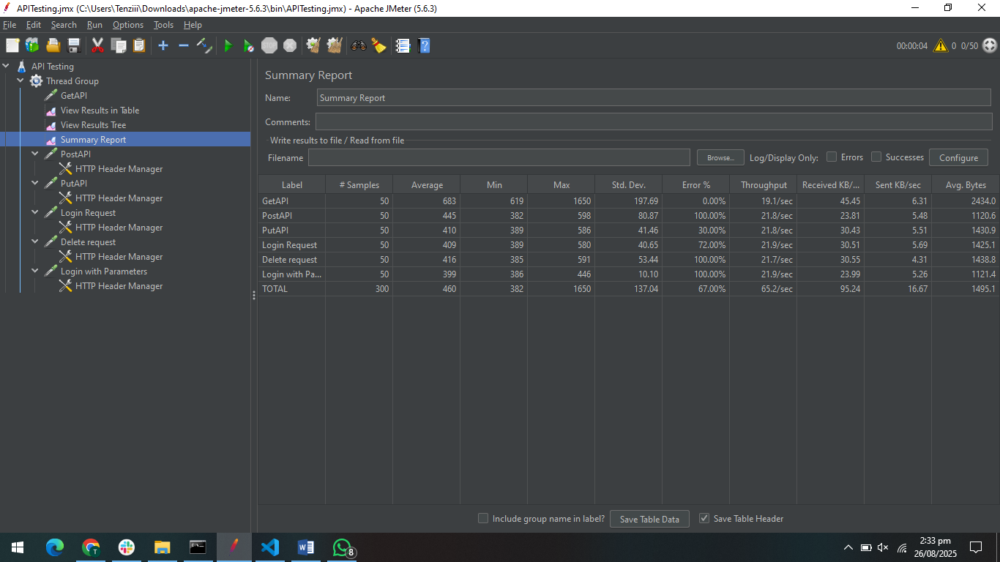 APITesting.jmx (C:\Users\Tenziii\Downloads\apache-jmeter-5.6.3\bin\APITesting.jmx) - Apache JMeter (5.6.3)
File Edit Search Run Options Tools Help
STOP 00:00:04 0 0/50
API Testing
Thread Group
GetAPI
View Results in Table
View Results Tree
Summary Report
PostAPI
HTTP Header Manager
PutAPI
HTTP Header Manager
Login Request
HTTP Header Manager
Delete request
HTTP Header Manager
Login with Parameters
HTTP Header Manager
Summary Report
Name: Summary Report
Comments:
Write results to file / Read from file
Filename Browse... Log/Display Only: Errors Successes Configure
Label # Samples Average Min Max Std. Dev. Error % Throughput Received KB/... Sent KB/sec Avg. Bytes
GetAPI 50 683 619 1650 197.69 0.00% 19.1/sec 45.45 6.31 2434.0
PostAPI 50 445 382 598 80.87 100.00% 21.8/sec 23.81 5.48 1120.6
PutAPI 50 410 389 586 41.46 30.00% 21.8/sec 30.43 5.51 1430.9
Login Request 50 409 389 580 40.65 72.00% 21.9/sec 30.51 5.69 1425.1
Delete request 50 416 385 591 53.44 100.00% 21.7/sec 30.55 4.31 1438.8
Login with Pa... 50 399 386 446 10.10 100.00% 21.9/sec 23.99 5.26 1121.4
TOTAL 300 460 382 1650 137.04 67.00% 65.2/sec 95.24 16.67 1495.1
Include group name in label? Save Table Data Save Table Header
8
2:33 pm
26/08/2025